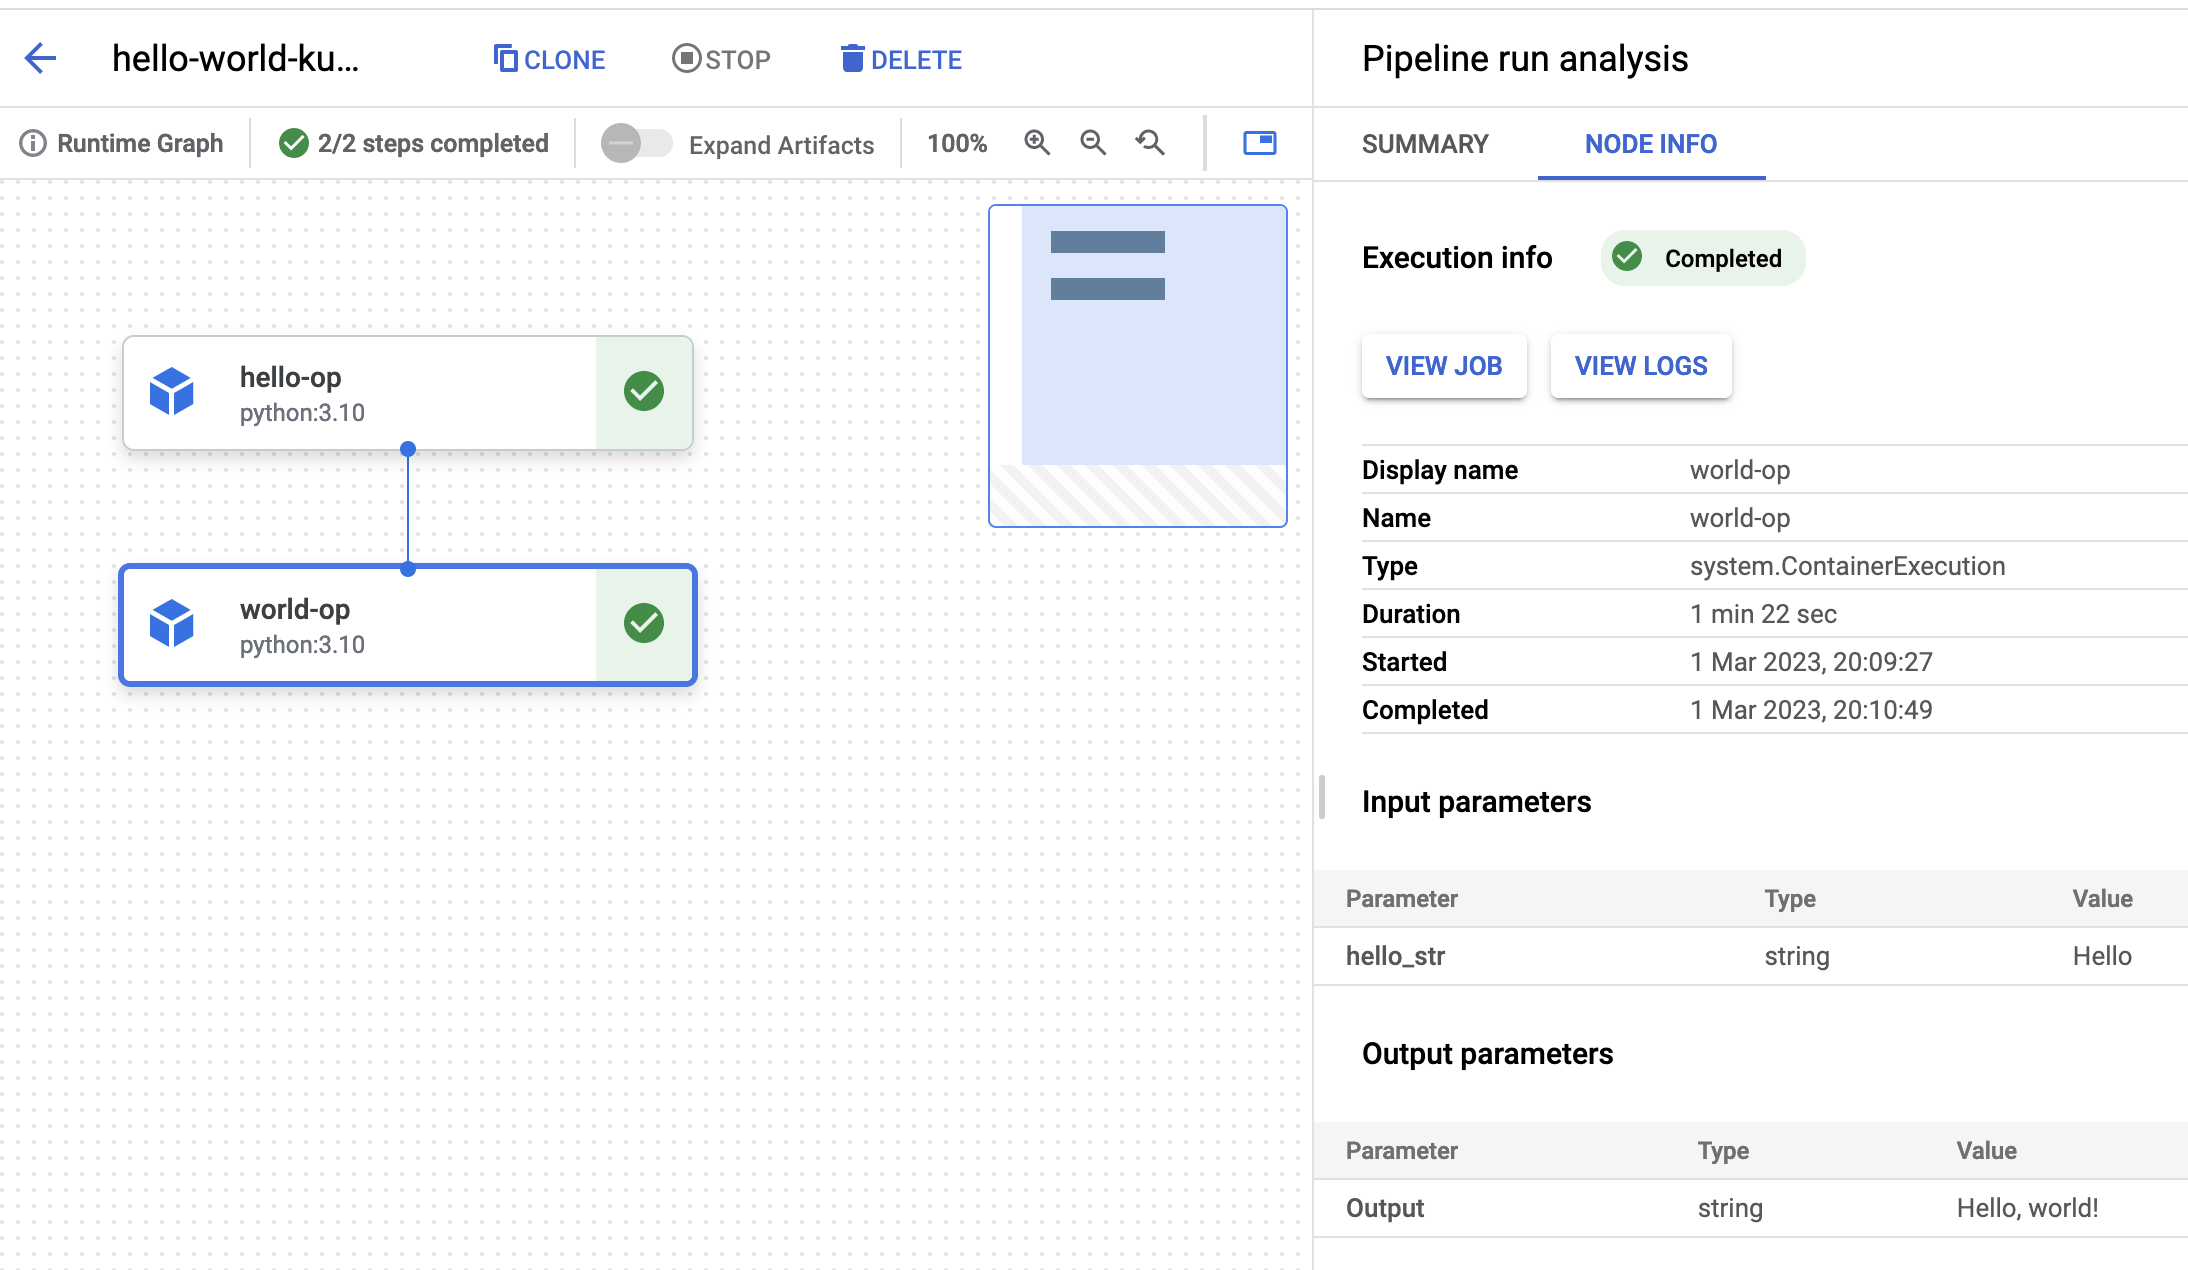 hello-world-ku...
CLONE
STOP
DELETE
Runtime Graph
2/2 steps completed
Expand Artifacts
100%
hello-op
python:3.10
world-op
python:3.10
Pipeline run analysis
SUMMARY
NODE INFO
Execution info
Completed
VIEW JOB
VIEW LOGS
Display name world-op
Name world-op
Type system.ContainerExecution
Duration 1 min 22 sec
Started 1 Mar 2023, 20:09:27
Completed 1 Mar 2023, 20:10:49
Input parameters
Parameter Type Value
hello_str string Hello
Output parameters
Parameter Type Value
Output string Hello, world!